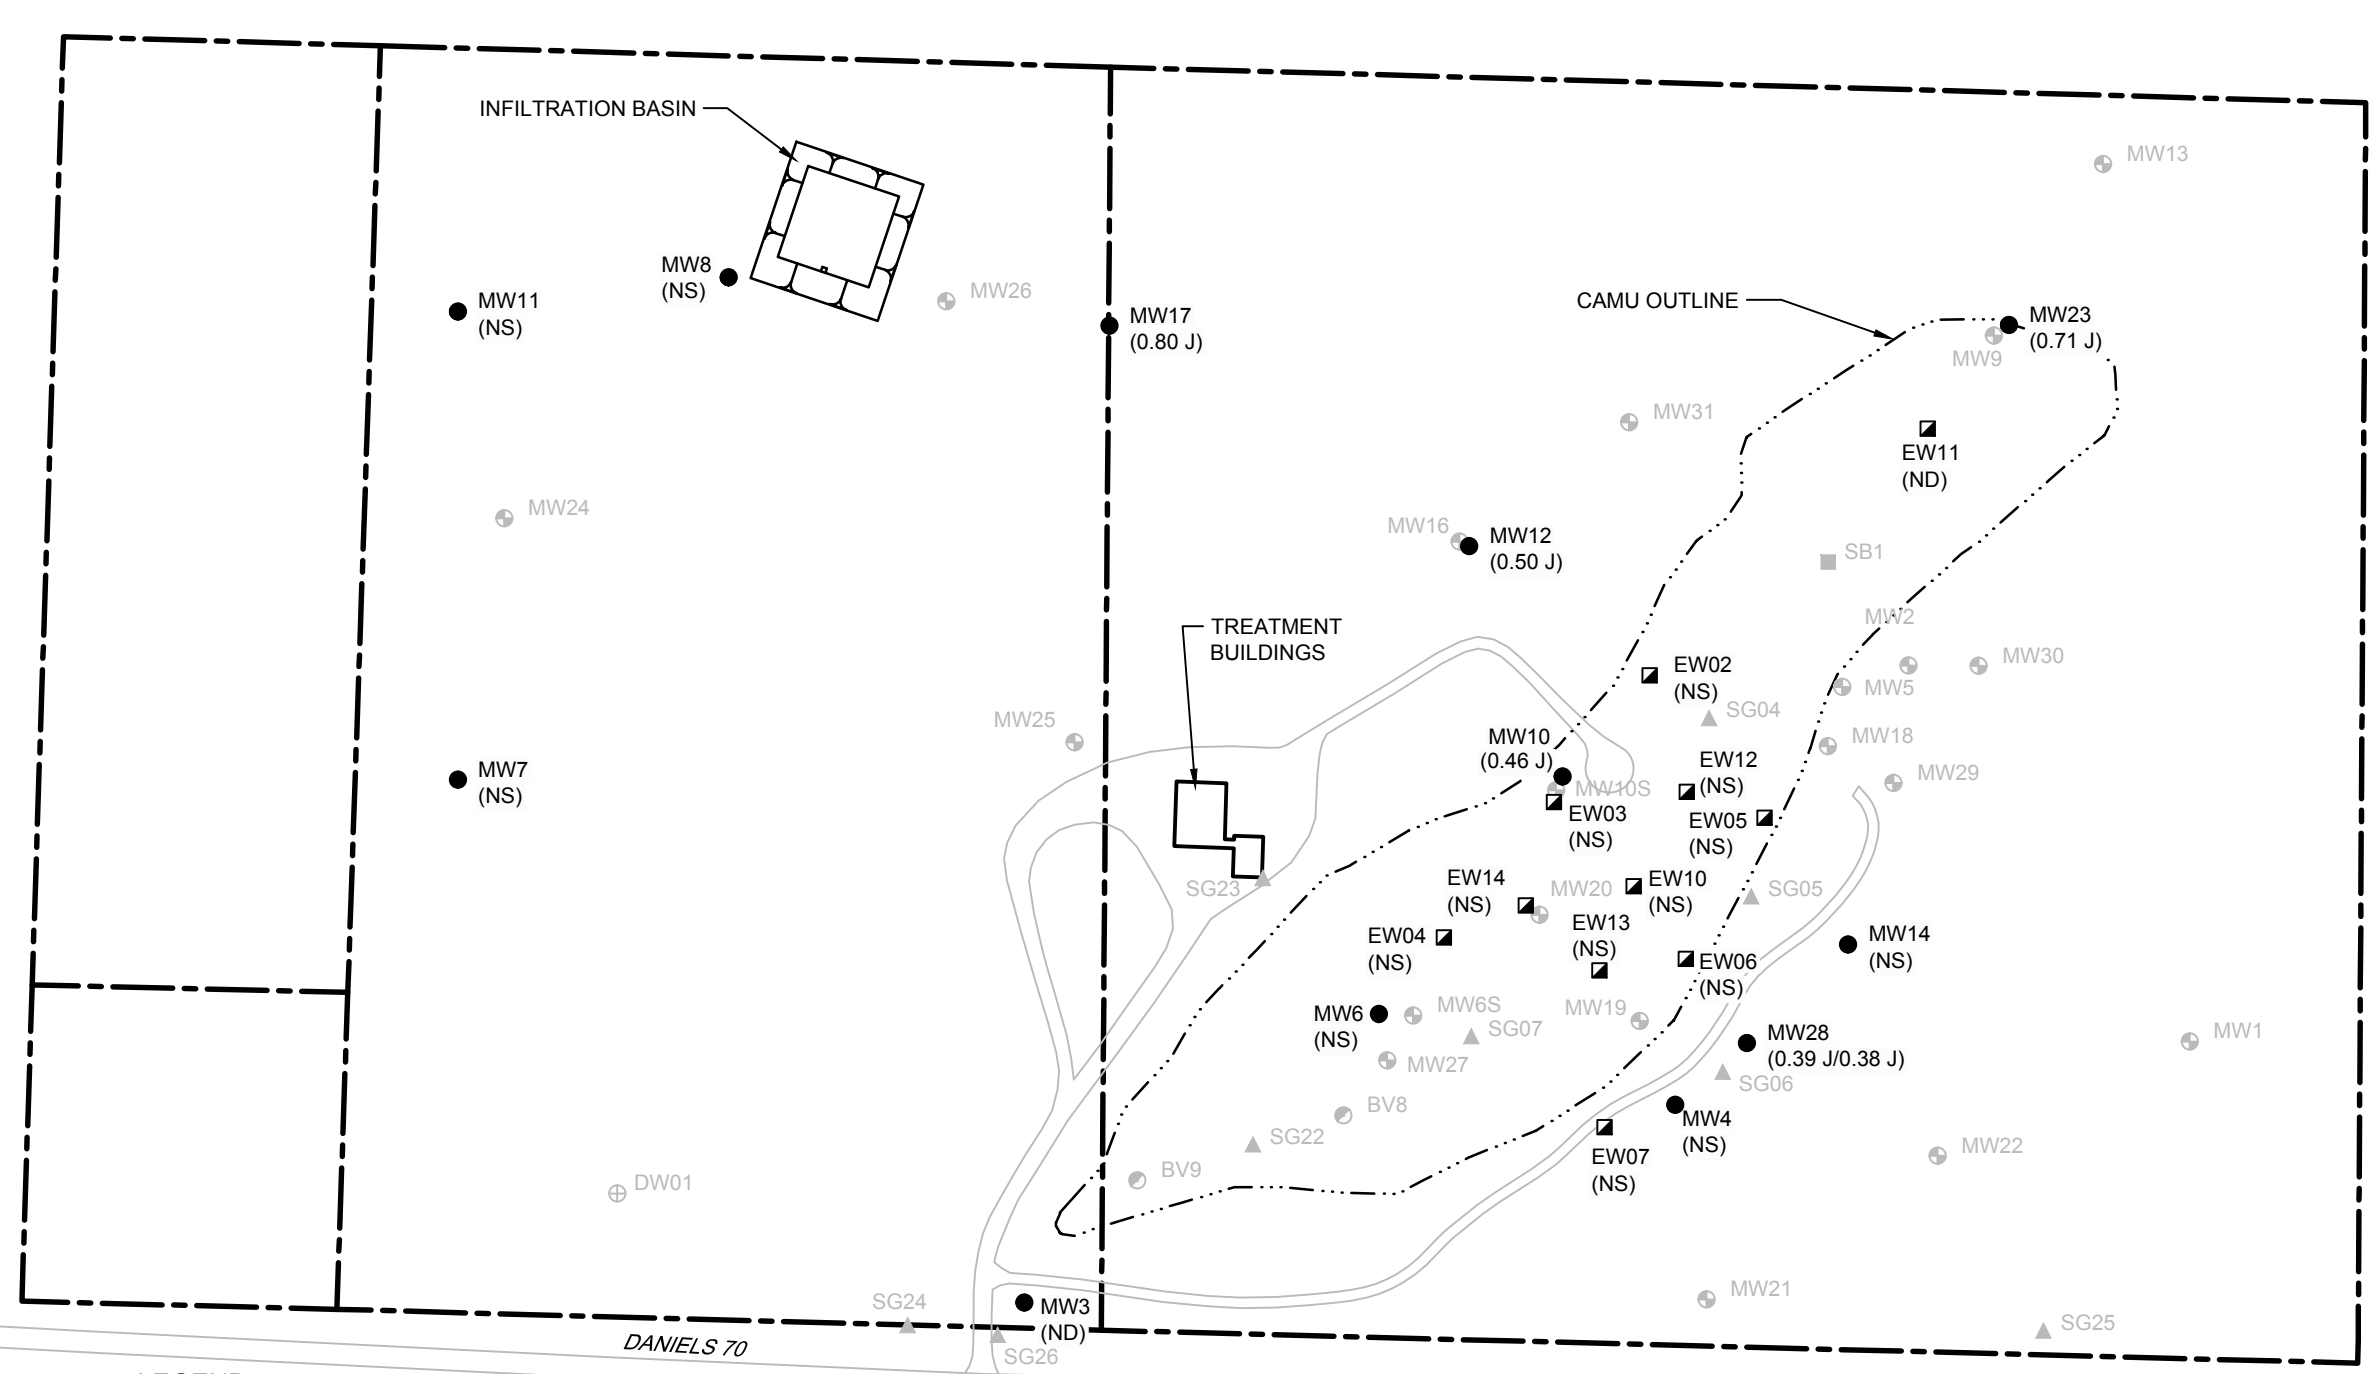 INFILTRATION BASIN
MW13
MW8
(NS)
MW26
MW11
(NS)
MW17
(0.80 J)
CAMU OUTLINE
MW23
(0.71 J)
MW9
MW31
EW11
(ND)
MW24
MW16
MW12
(0.50 J)
SB1
MW2
TREATMENT
BUILDINGS
EW02
(NS)
MW30
MW5
SG04
MW25
MW10
(0.46 J)
MW18
EW12
(NS)
MW29
MW7
(NS)
MW10S
EW03
(NS)
EW05
(NS)
SG23
EW14
(NS)
MW20
EW10
(NS)
SG05
EW13
(NS)
EW04
(NS)
MW14
(NS)
EW06
(NS)
MW6
(NS)
MW6S
MW19
SG07
MW28
(0.39 J/0.38 J)
MW1
MW27
SG06
BV8
MW4
(NS)
SG22
MW22
EW07
(NS)
BV9
DW01
MW21
SG24
MW3
(ND)
SG25
DANIELS 70
SG26